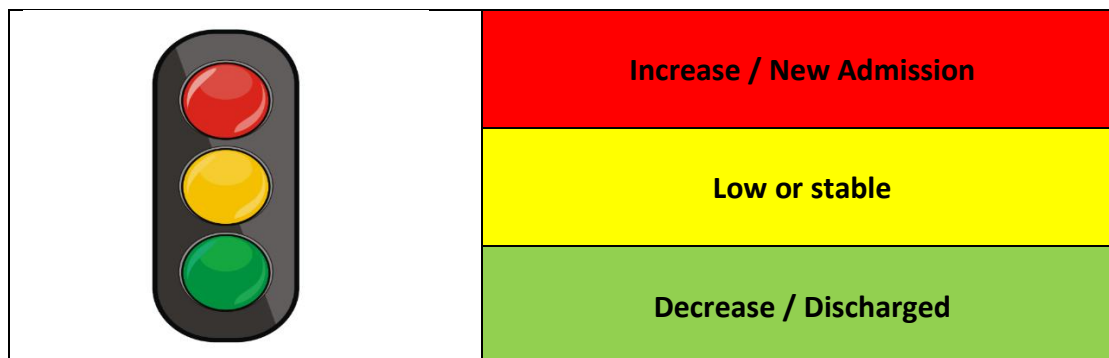 Increase / New Admission
Low or stable
Decrease / Discharged